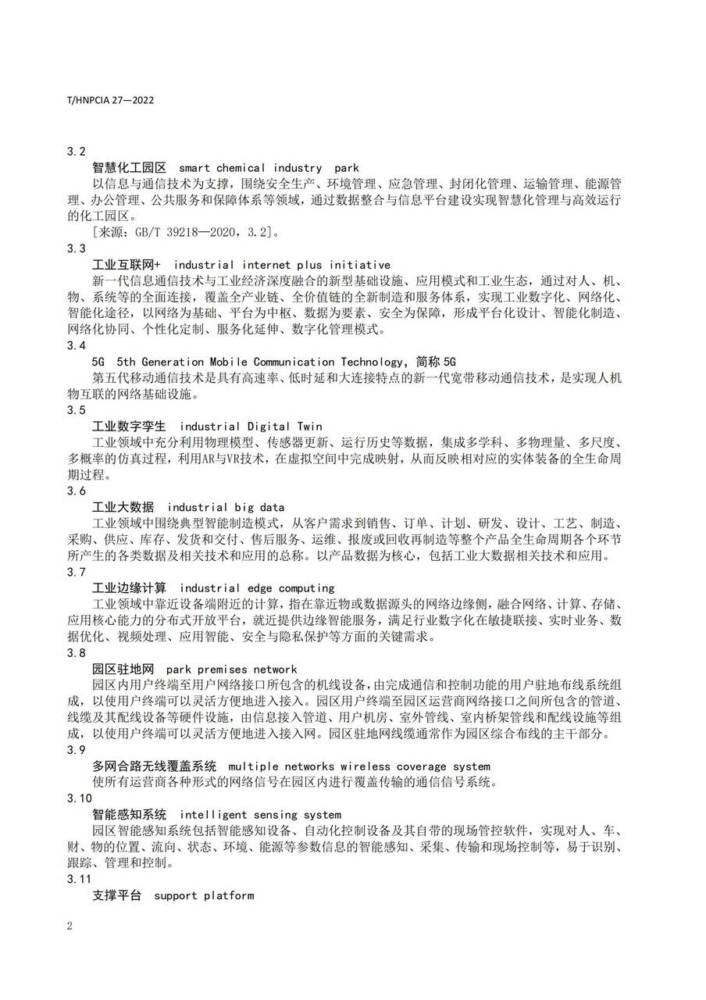 T/HNPCIA 27—2022
3.2
智慧化工园区 smart chemical industry park
以信息与通信技术为支撑，围绕安全生产、环境管理、应急管理、封闭化管理、运输管理、能源管
理、办公管理、公共服务和保障体系等领域，通过数据整合与信息平台建设实现智慧化管理与高效运行
的化工园区。
[来源：GB/T 39218—2020，3.2]。
3.3
工业互联网+ industrial internet plus initiative
新一代信息通信技术与工业经济深度融合的新型基础设施、应用模式和工业生态，通过对人、机、
物、系统等的全面连接，覆盖全产业链、全价值链的全新制造和服务体系，实现工业数字化、网络化、
智能化途径，以网络为基础、平台为中枢、数据为要素、安全为保障，形成平台化设计、智能化制造、
网络化协同、个性化定制、服务化延伸、数字化管理模式。
3.4
5G 5th Generation Mobile Communication Technology，简称 5G
第五代移动通信技术是具有高速率、低时延和大连接特点的新一代宽带移动通信技术，是实现人机
物互联的网络基础设施。
3.5
工业数字孪生 industrial Digital Twin
工业领域中充分利用物理模型、传感器更新、运行历史等数据，集成多学科、多物理量、多尺度、
多概率的仿真过程，利用AR与VR技术，在虚拟空间中完成映射，从而反映相对应的实体装备的全生命周
期过程。
3.6
工业大数据 industrial big data
工业领域中围绕典型智能制造模式，从客户需求到销售、订单、计划、研发、设计、工艺、制造、
采购、供应、库存、发货和交付、售后服务、运维、报废或回收再制造等整个产品全生命周期各个环节
所产生的各类数据及相关技术和应用的总称。以产品数据为核心，包括工业大数据相关技术和应用。
3.7
工业边缘计算 industrial edge computing
工业领域中靠近设备端附近的计算，指在靠近物或数据源头的网络边缘侧，融合网络、计算、存储、
应用核心能力的分布式开放平台，就近提供边缘智能服务，满足行业数字化在敏捷联接、实时业务、数
据优化、视频处理、应用智能、安全与隐私保护等方面的关键需求。
3.8
园区驻地网 park premises network
园区内用户终端至用户网络接口所包含的机线设备，由完成通信和控制功能的用户驻地布线系统组
成，以使用户终端可以灵活方便地进入接入。园区用户终端至园区运营商网络接口之间所包含的管道、
线缆及其配线设备等硬件设施，由信息接入管道、用户机房、室外管线、室内桥架管线和配线设施等组
成，以使用户终端可以灵活方便地进入接入网。园区驻地网线缆通常作为园区综合布线的主干部分。
3.9
多网合路无线覆盖系统 multiple networks wireless coverage system
使所有运营商各种形式的网络信号在园区内进行覆盖传输的通信信号系统。
3.10
智能感知系统 intelligent sensing system
园区智能感知系统包括智能感知设备、自动化控制设备及其自带的现场管控软件，实现对人、车、
财、物的位置、流向、状态、环境、能源等参数信息的智能感知、采集、传输和现场控制等，易于识别、
跟踪、管理和控制。
3.11
支撑平台 support platform
2